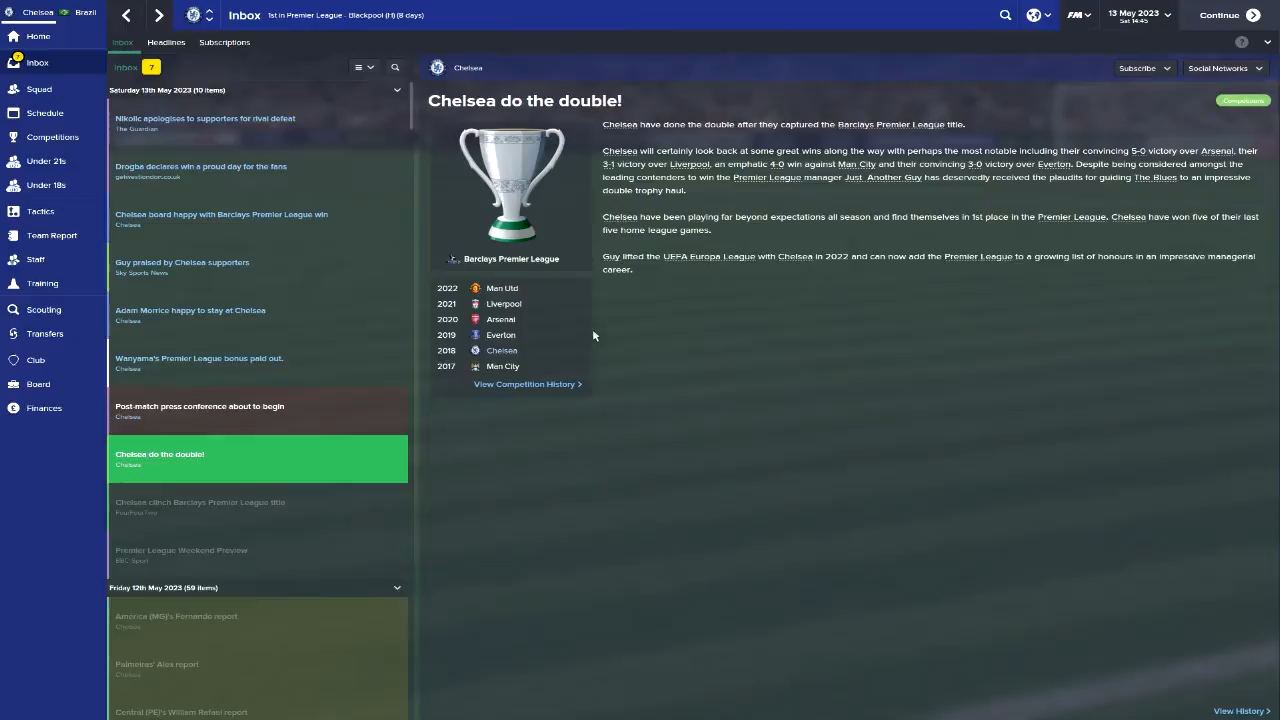 Chelsea Brazil
Inbox 1st in Premier League - Blackpool (H) (8 days)
FM
13 May 2023
Sat 14:45
Continue
Home
7
Inbox
Squad
Schedule
Competitions
Under 21s
Under 18s
Tactics
Team Report
Staff
Training
Scouting
Transfers
Club
Board
Finances
Inbox Headlines Subscriptions
?
Inbox 7
Saturday 13th May 2023 (10 items)
Nikolic apologises to supporters for rival defeat
The Guardian
Drogba declares win a proud day for the fans
getwestlondon.co.uk
Chelsea board happy with Barclays Premier League win
Chelsea
Guy praised by Chelsea supporters
Sky Sports News
Adam Morrice happy to stay at Chelsea
Chelsea
Wanyama's Premier League bonus paid out.
Chelsea
Post-match press conference about to begin
Chelsea
Chelsea do the double!
Chelsea
Chelsea clinch Barclays Premier League title
FourFourTwo
Premier League Weekend Preview
BBC Sport
Friday 12th May 2023 (59 items)
América (MG)'s Fernando report
Chelsea
Palmeiras' Alex report
Chelsea
Central (PE)'s William Rafael report
Chelsea
Subscribe Social Networks
Chelsea do the double!
Competitions
Barclays Premier League
2022 Man Utd
2021 Liverpool
2020 Arsenal
2019 Everton
2018 Chelsea
2017 Man City
View Competition History >
Chelsea have done the double after they captured the Barclays Premier League title.
Chelsea will certainly look back at some great wins along the way with perhaps the most notable including their convincing 5-0 victory over Arsenal, their
3-1 victory over Liverpool, an emphatic 4-0 win against Man City and their convincing 3-0 victory over Everton. Despite being considered amongst the
leading contenders to win the Premier League manager Just_Another Guy has deservedly received the plaudits for guiding The Blues to an impressive
double trophy haul.
Chelsea have been playing far beyond expectations all season and find themselves in 1st place in the Premier League. Chelsea have won five of their last
five home league games.
Guy lifted the UEFA Europa League with Chelsea in 2022 and can now add the Premier League to a growing list of honours in an impressive managerial
career.
View History >